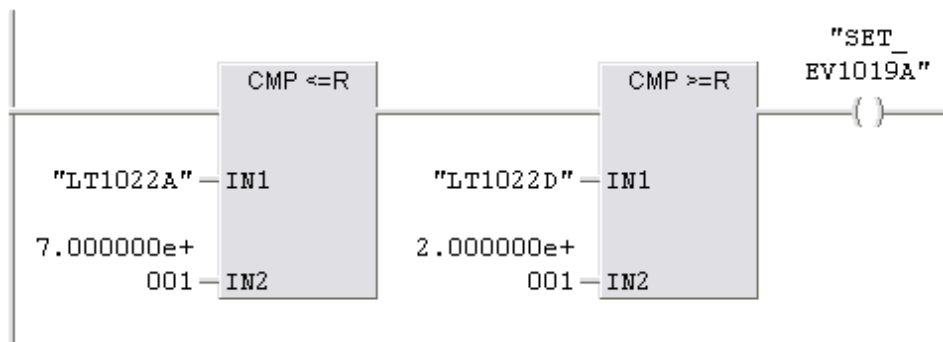 "SET_
EV1019A"
CMP <=R
CMP >=R
"LT1022A"
IN1
"LT1022D"
IN1
7.000000e+
001
IN2
2.000000e+
001
IN2
( )